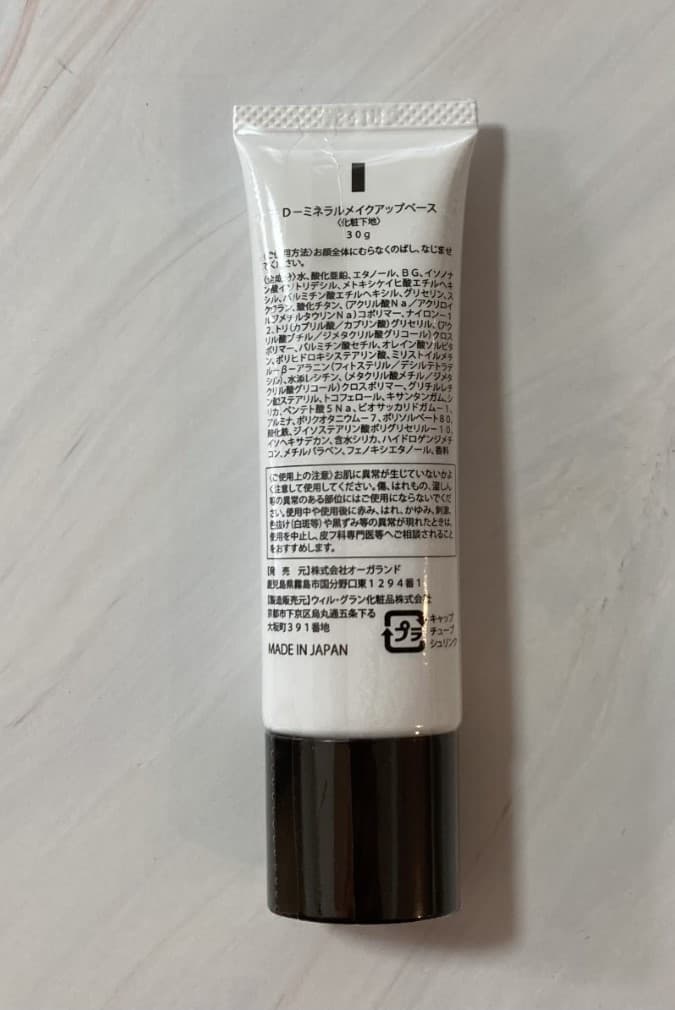 D－ミネラルメイクアップベース
〈化粧下地〉
30g
用方法〉お顔全体にむらなくのばし、なじませ
てください。
水、酸化亜鉛、エタノール、BG、イソノナ
ン酸イソトリデシル、メトキシケイヒ酸エチルヘキ
シル、パルミチン酸エチルヘキシル、グリセリン、ス
クワラン、酸化チタン、（アクリル酸Na／アクリロイ
ルジメチルタウリンNa）コポリマー、ナイロン－1
2、トリ（カプリル酸／カプリン酸）グリセリル、（アク
リル酸ブチル／ジメタクリル酸グリコール）クロス
ポリマー、パルミチン酸セチル、オレイン酸ソルビタ
ン、ポリヒドロキシステアリン酸、ミリストイルメチ
ル－β－アラニン（フィトステリル／デシルテトラデ
シル）、水添レシチン、（メタクリル酸メチル／ジメタ
クリル酸グリコール）クロスポリマー、グリチルレチ
ン酸ステアリル、トコフェロール、キサンタンガム、シ
リカ、ペンテト酸5Na、ビオサッカリドガム－1、
アルミナ、ポリクオタニウム－7、ポリソルベート80、
酸化鉄、ジイソステアリン酸ポリグリセリル－10、
イソヘキサデカン、含水シリカ、ハイドロゲンジメチ
コン、メチルパラベン、フェノキシエタノール、香料
〈ご使用上の注意〉お肌に異常が生じていないかよ
く注意して使用してください。傷、はれもの、湿しん
等の異常のある部位にはご使用にならないでくだ
さい。使用中や使用後に赤み、はれ、かゆみ、刺激、
色抜け（白斑等）や黒ずみ等の異常が現れたときは、
使用を中止し、皮フ科専門医等へご相談されること
をおすすめします。
【発　売　元】株式会社オーガランド
鹿児島県霧島市国分野口東1294番1
【製造販売元】ウィル・グラン化粧品株式会社
京都市下京区烏丸通五条下る
大坂町391番地
プラ
キャップ
チューブ
シュリンク
MADE IN JAPAN